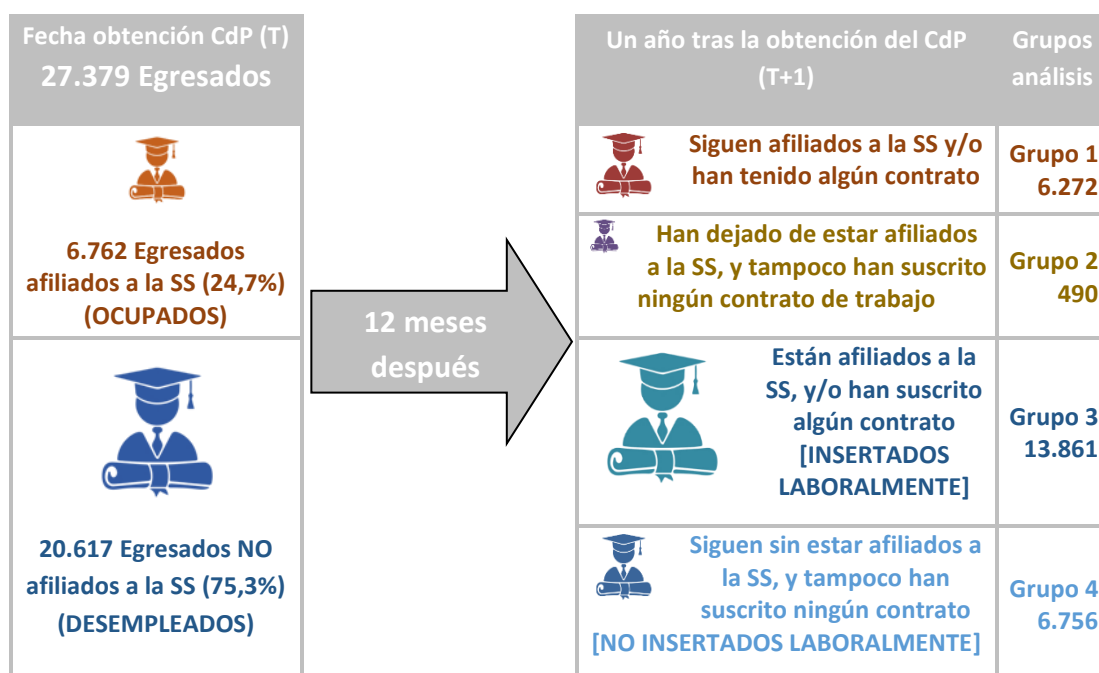 Fecha obtención CdP (T)
27.379 Egresados
6.762 Egresados
afiliados a la SS (24,7%)
(OCUPADOS)
20.617 Egresados NO
afiliados a la SS (75,3%)
(DESEMPLEADOS)
12 meses
después
Un año tras la obtención del CdP
(T+1)
Grupos
análisis
Siguen afiliados a la SS y/o
han tenido algún contrato
Grupo 1
6.272
Han dejado de estar afiliados
a la SS, y tampoco han suscrito
ningún contrato de trabajo
Grupo 2
490
Están afiliados a la
SS, y/o han suscrito
algún contrato
[INSERTADOS
LABORALMENTE]
Grupo 3
13.861
Siguen sin estar afiliados a
la SS, y tampoco han
suscrito ningún contrato
[NO INSERTADOS LABORALMENTE]
Grupo 4
6.756